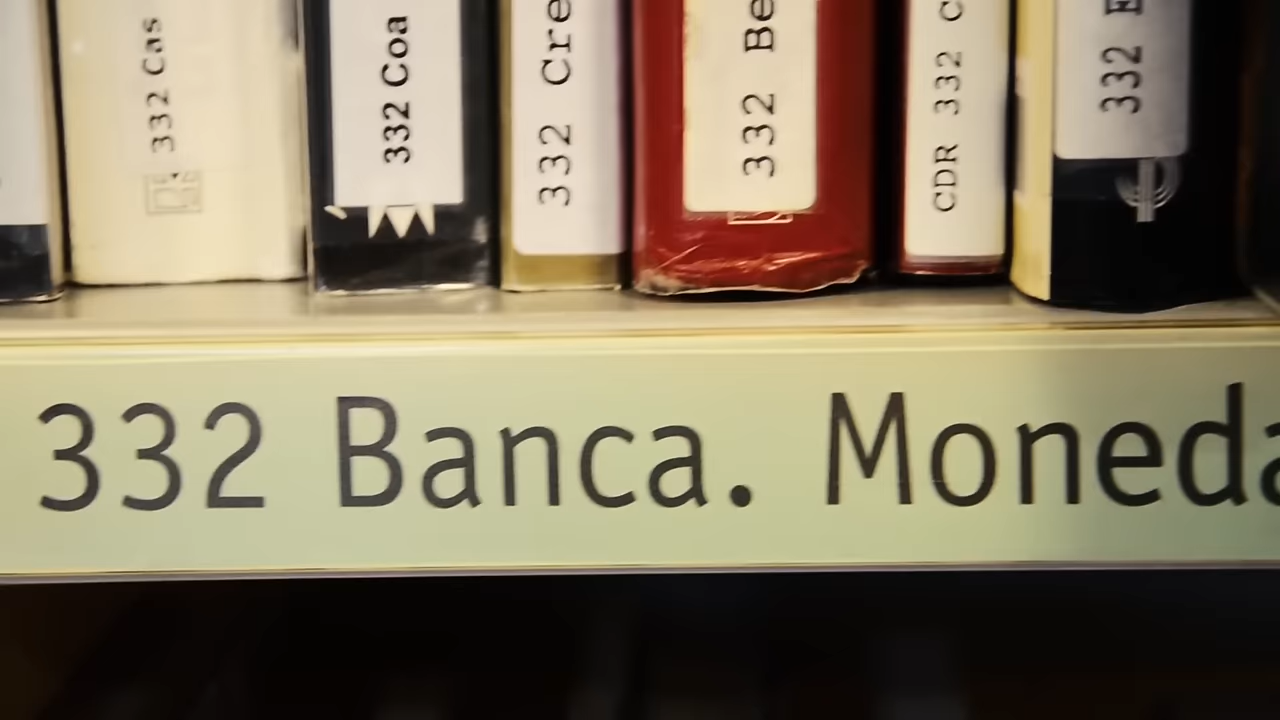 332 Cas
332 Coa
332 Cre
332 Be
CDR 332 C
332 E
332 Banca. Moneda